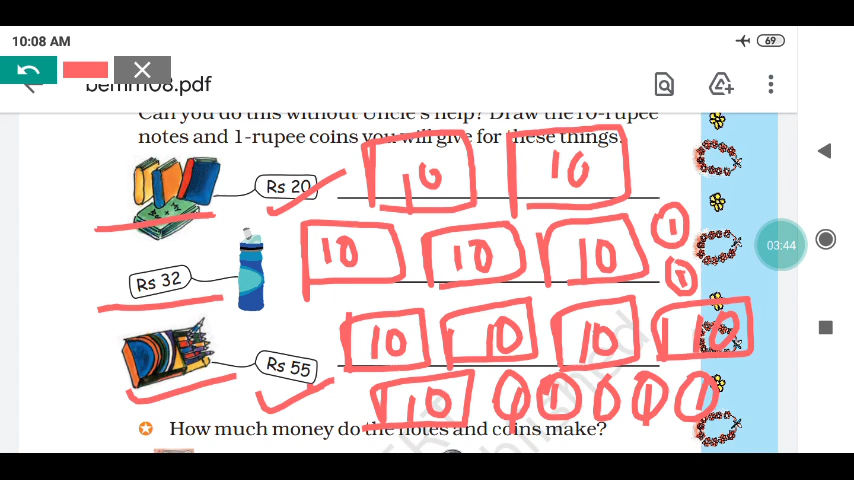 10:08 AM
69
bemh108.pdf
Can you do this without Uncle's help? Draw the 10-rupee
notes and 1-rupee coins you will give for these things.
Rs 20
10 10
Rs 32
10 10 10 1 1
03:44
Rs 55
10 10 10 10
10 1 1 1 1 1
How much money do the notes and coins make?